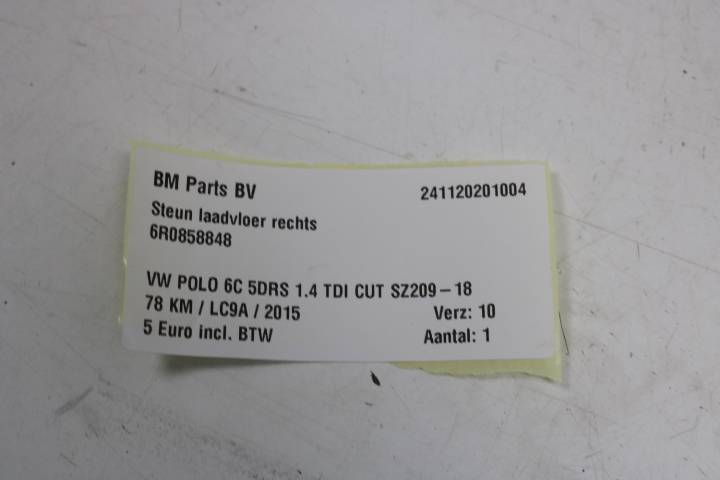 BM Parts BV 241120201004
Steun laadvloer rechts
6R0858848
VW POLO 6C 5DRS 1.4 TDI CUT SZ209-18
78 KM / LC9A / 2015 Verz: 10
5 Euro incl. BTW Aantal: 1